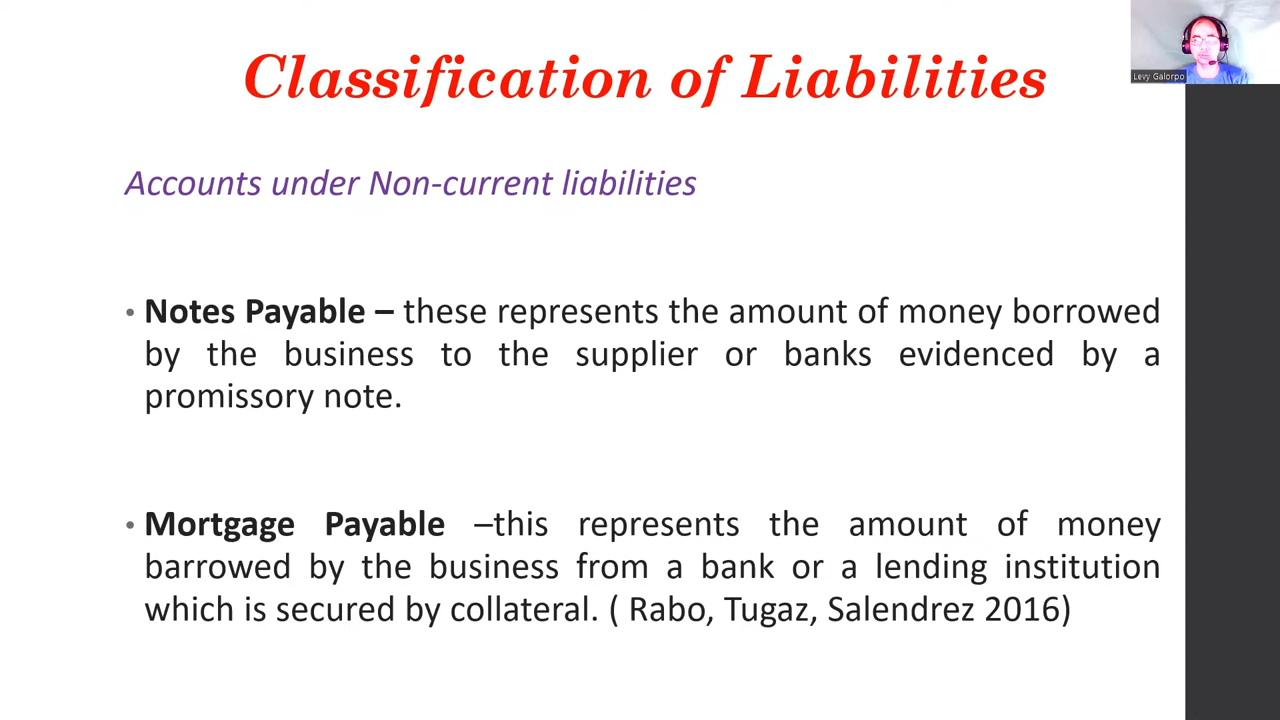 Classification of Liabilities
Levy Galorpo
Accounts under Non-current liabilities
• Notes Payable – these represents the amount of money borrowed
by the business to the supplier or banks evidenced by a
promissory note.
• Mortgage Payable –this represents the amount of money
barrowed by the business from a bank or a lending institution
which is secured by collateral. ( Rabo, Tugaz, Salendrez 2016)